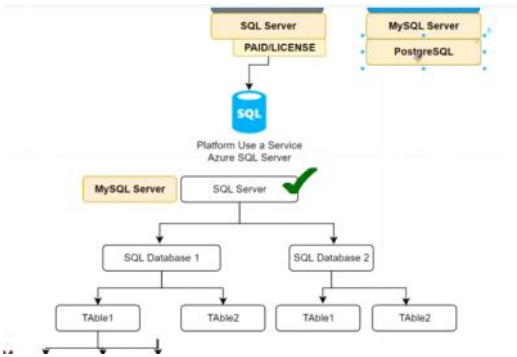 SQL Server
MySQL Server
PAID/LICENSE
PostgreSQL
SQL
Platform Use a Service
Azure SQL Server
MySQL Server
SQL Server
SQL Database 1
SQL Database 2
TAble1
TAble2
TAble1
TAble2